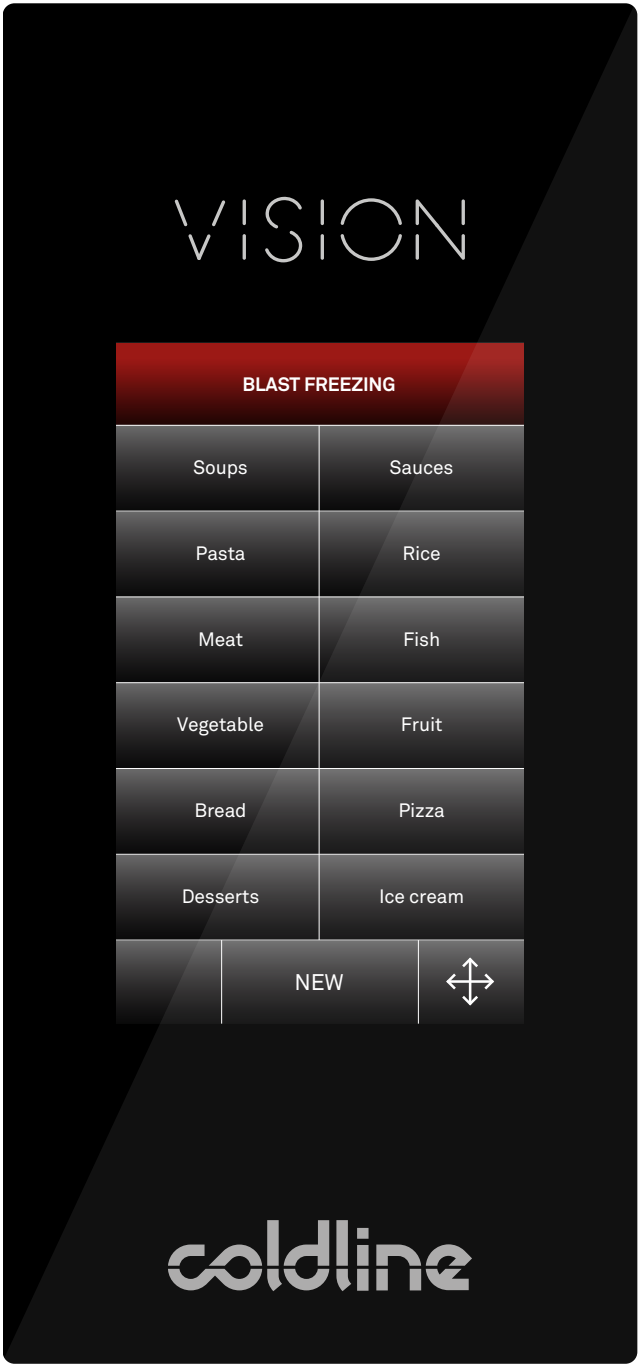 VISION
BLAST FREEZING
Soups Sauces
Pasta Rice
Meat Fish
Vegetable Fruit
Bread Pizza
Desserts Ice cream
NEW
coldline